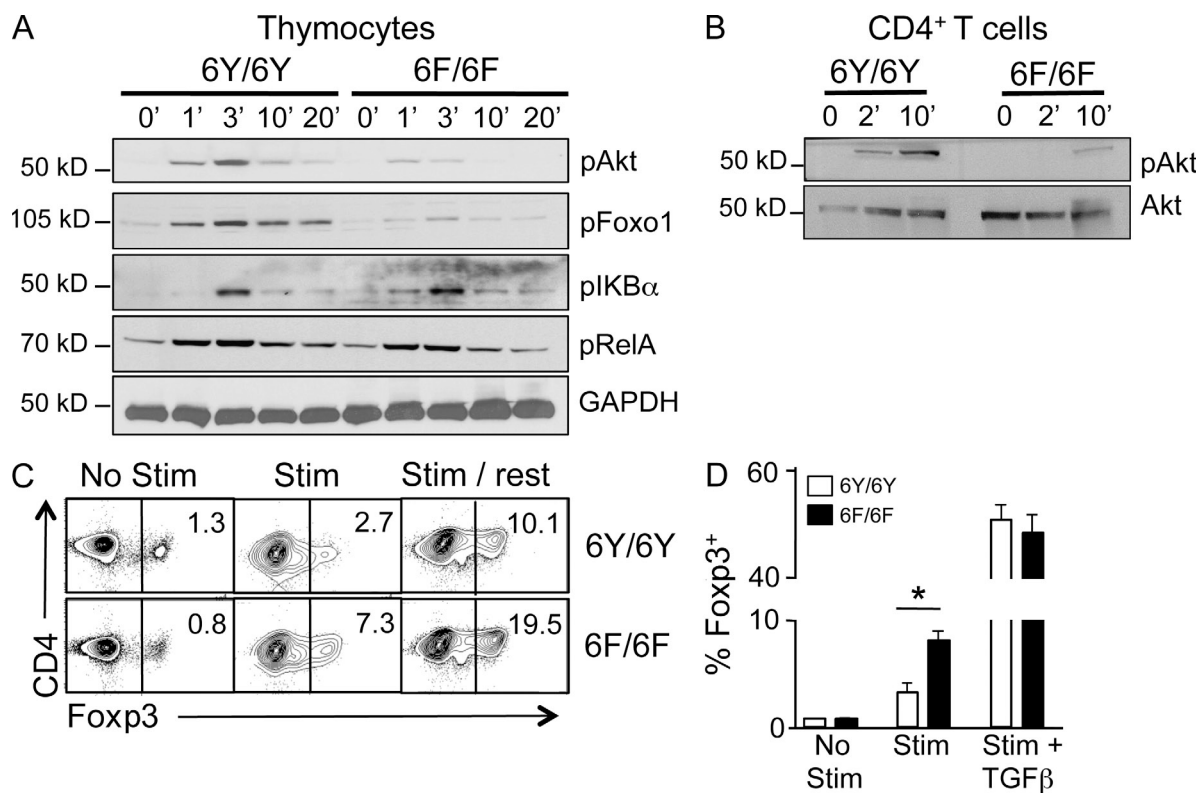 A Thymocytes
6Y/6Y 6F/6F
0’ 1’ 3’ 10’ 20’ 0’ 1’ 3’ 10’ 20’
50 kD pAkt
105 kD pFoxo1
50 kD pIKBα
70 kD pRelA
50 kD GAPDH
B CD4+ T cells
6Y/6Y 6F/6F
0 2’ 10’ 0 2’ 10’
50 kD pAkt
50 kD Akt
C No Stim Stim Stim / rest
1.3 2.7 10.1 6Y/6Y
0.8 7.3 19.5 6F/6F
CD4
Foxp3
D
% Foxp3+
60
40
10
0
6Y/6Y
6F/6F
*
No Stim Stim +
Stim TGFβ